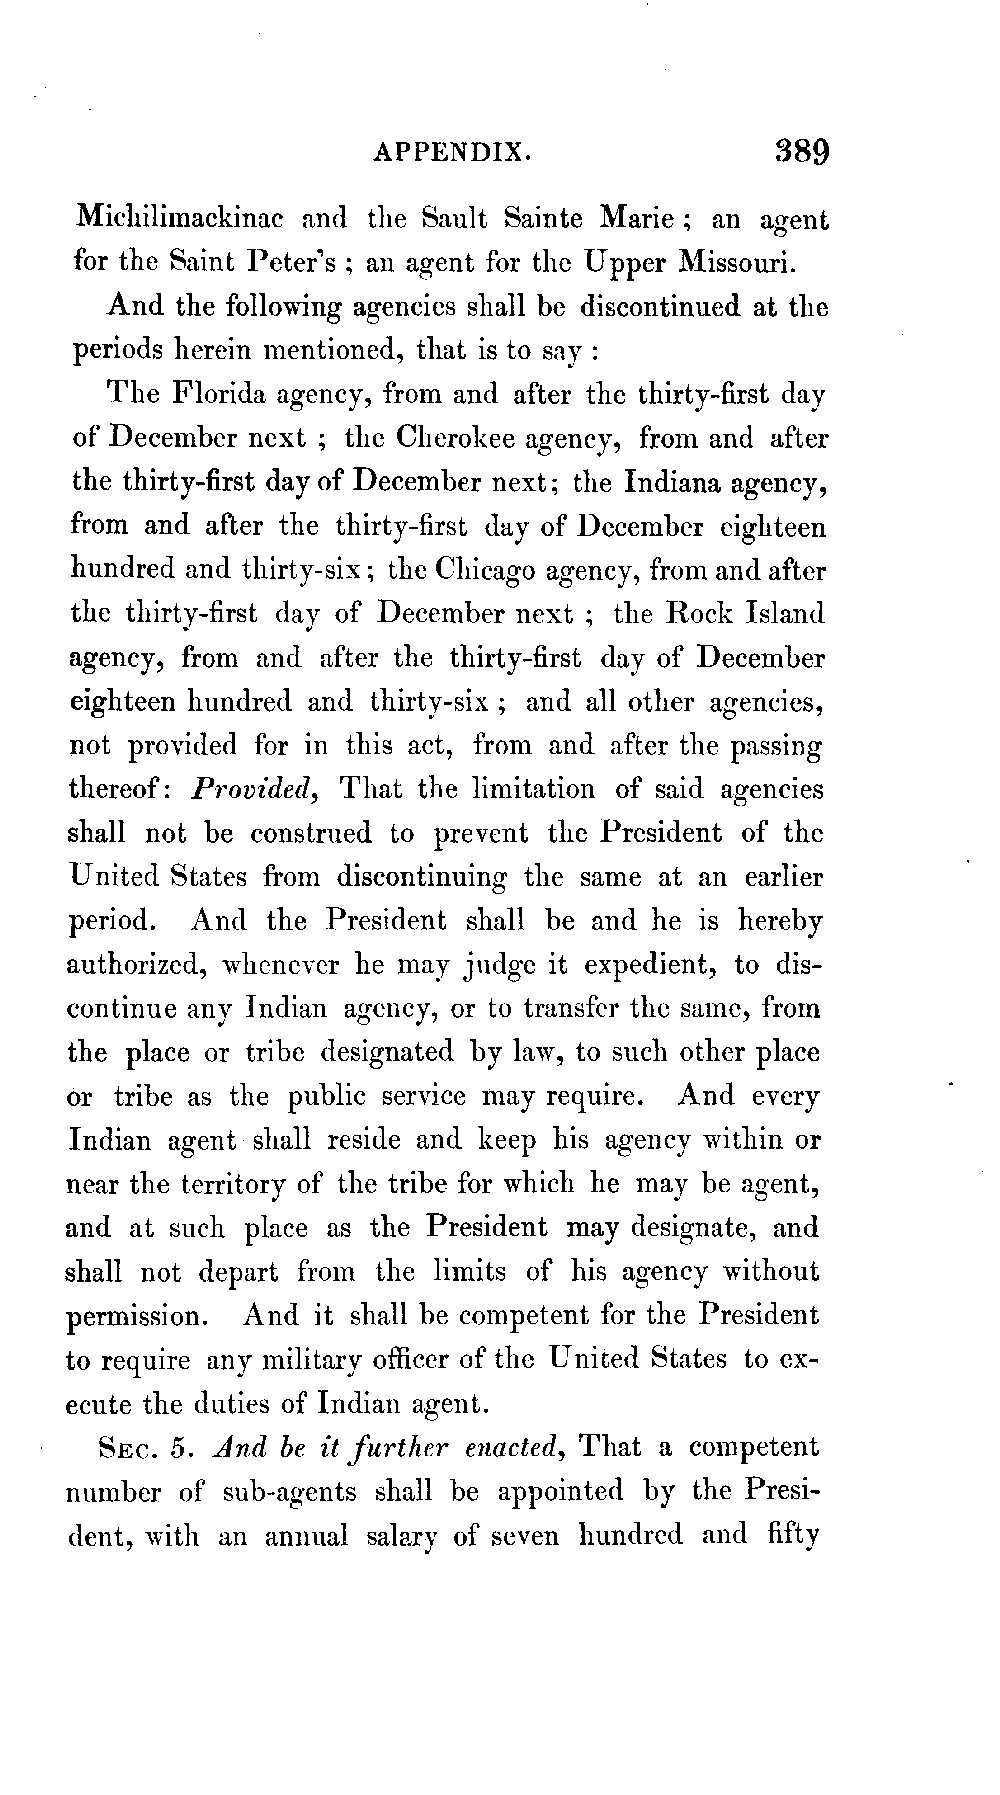 APPENDIX. 389
Michilimackinac and the Sault Sainte Marie ; an agent
for the Saint Peter's ; an agent for the Upper Missouri.
And the following agencies shall be discontinued at the
periods herein mentioned, that is to say :
The Florida agency, from and after the thirty-first day
of December next ; the Cherokee agency, from and after
the thirty-first day of December next; the Indiana agency,
from and after the thirty-first day of December eighteen
hundred and thirty-six; the Chicago agency, from and after
the thirty-first day of December next ; the Rock Island
agency, from and after the thirty-first day of December
eighteen hundred and thirty-six ; and all other agencies,
not provided for in this act, from and after the passing
thereof: Provided, That the limitation of said agencies
shall not be construed to prevent the President of the
United States from discontinuing the same at an earlier
period. And the President shall be and he is hereby
authorized, whenever he may judge it expedient, to dis-
continue any Indian agency, or to transfer the same, from
the place or tribe designated by law, to such other place
or tribe as the public service may require. And every
Indian agent shall reside and keep his agency within or
near the territory of the tribe for which he may be agent,
and at such place as the President may designate, and
shall not depart from the limits of his agency without
permission. And it shall be competent for the President
to require any military officer of the United States to ex-
ecute the duties of Indian agent.
SEC. 5. And be it further enacted, That a competent
number of sub-agents shall be appointed by the Presi-
dent, with an annual salary of seven hundred and fifty